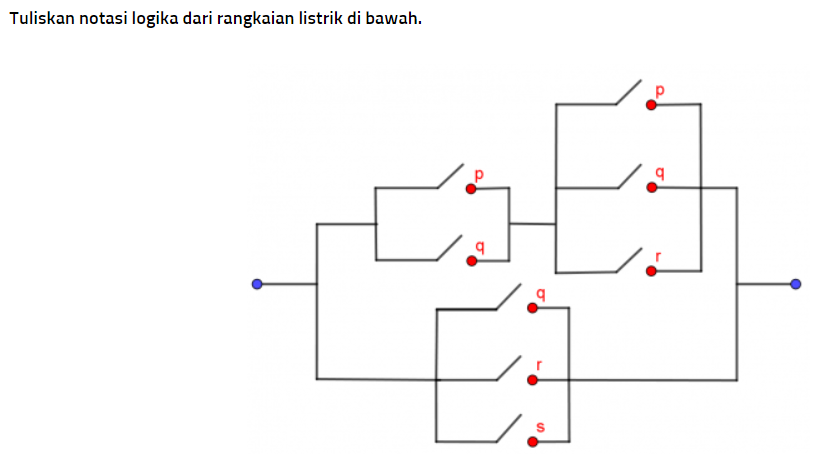 Tuliskan notasi logika dari rangkaian listrik di bawah.
p
q
p
q
r
q
r
s